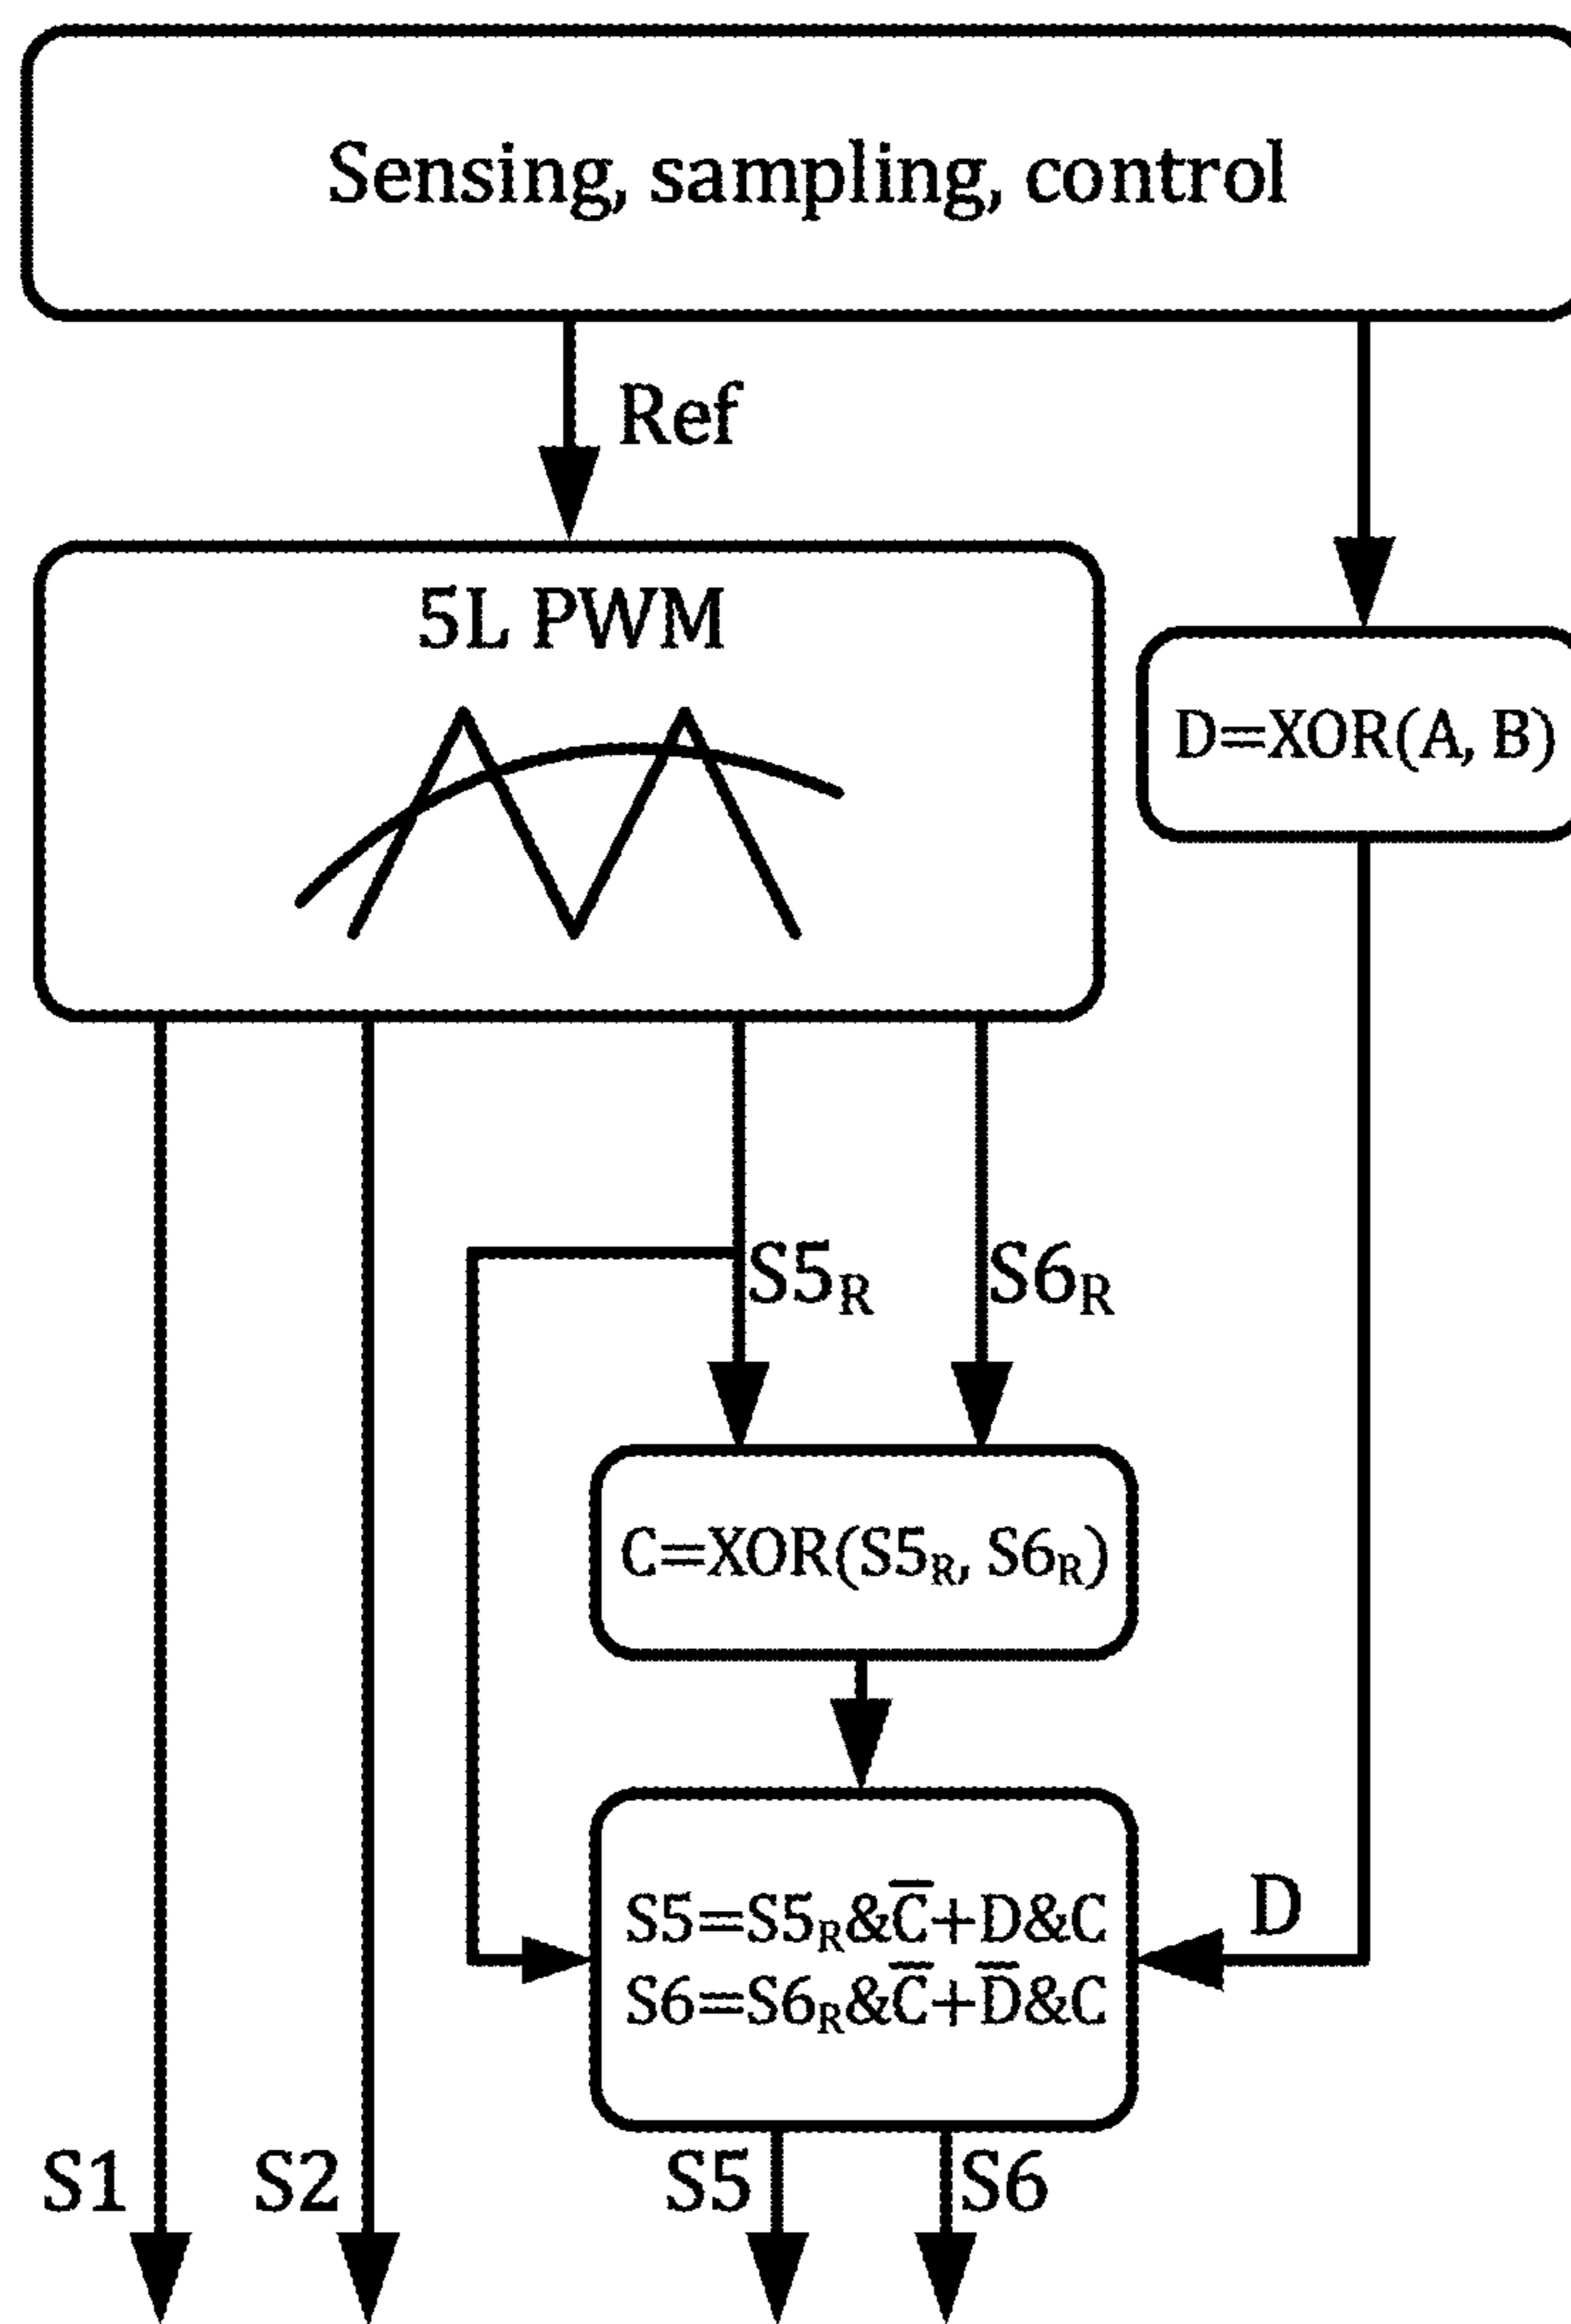 Sensing, sampling, control
Ref
5L PWM
D=XOR(A, B)
S5R
S6R
C=XOR(S5R, S6R)
S5=S5R&C̅+D&C
S6=S6R&C̅+D̅&C
D
S1
S2
S5
S6